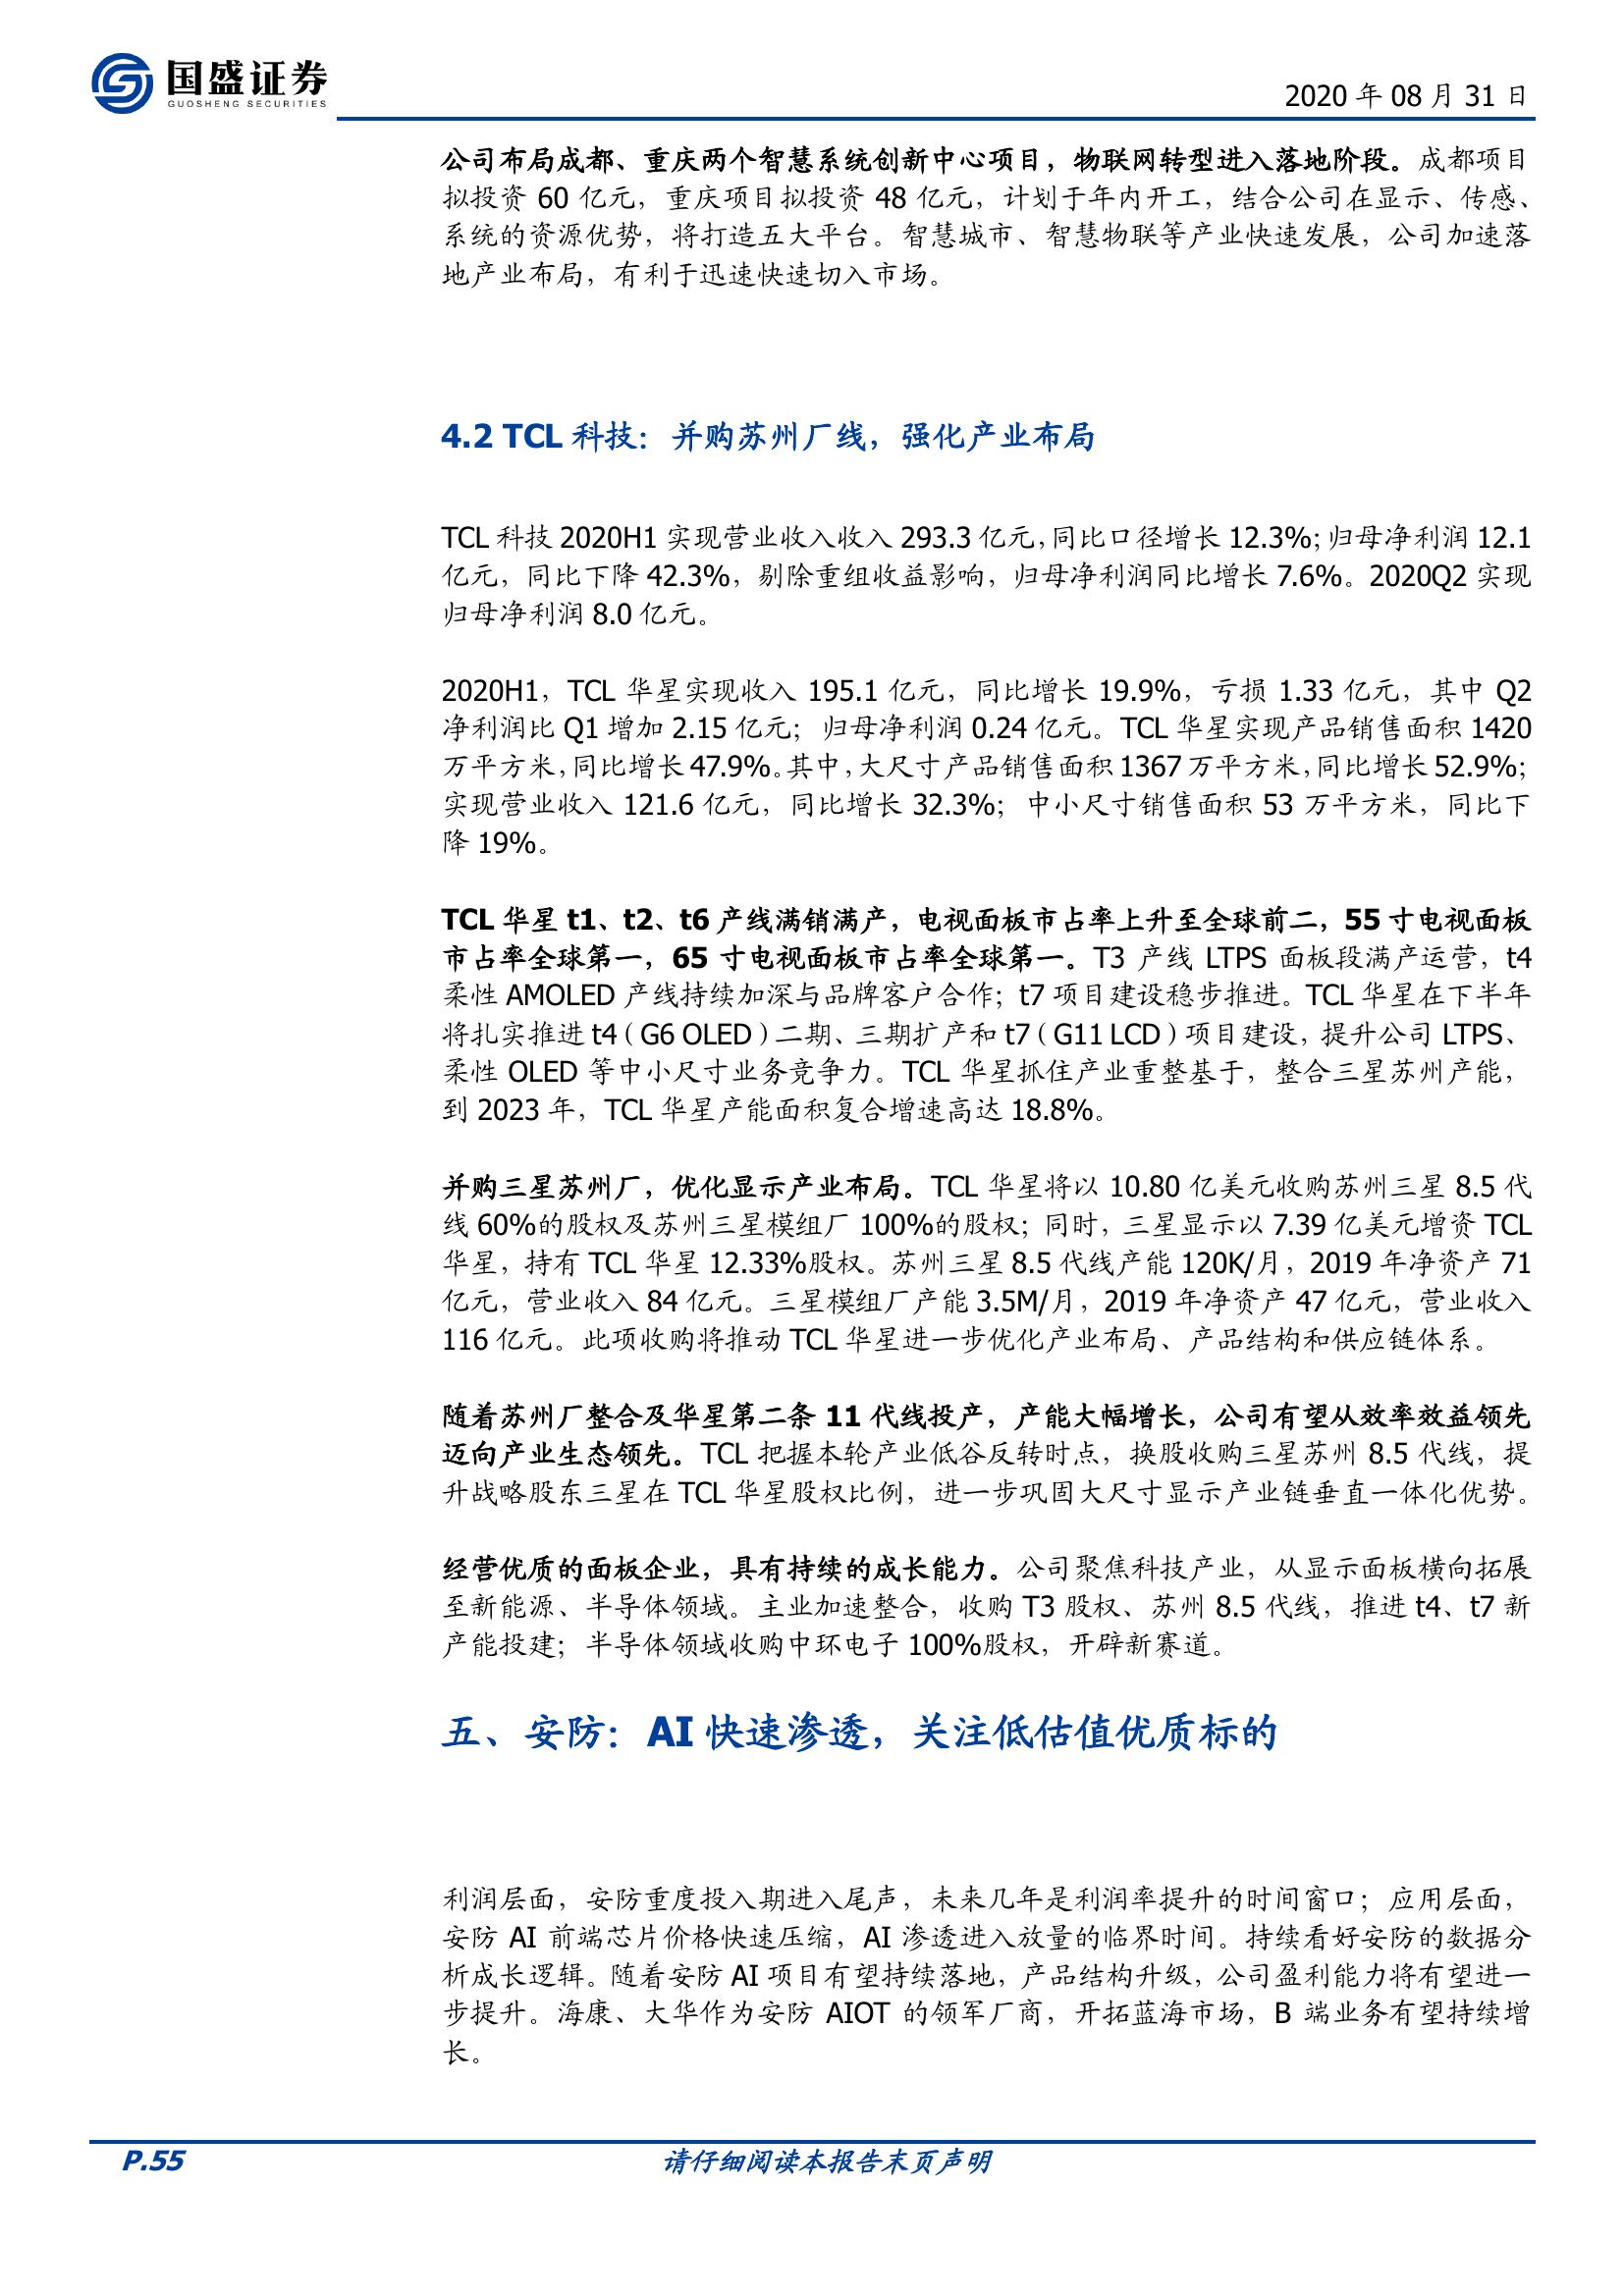 国盛证券
GUOSHENG SECURITIES
2020 年 08 月 31 日
公司布局成都、重庆两个智慧系统创新中心项目，物联网转型进入落地阶段。成都项目
拟投资 60 亿元，重庆项目拟投资 48 亿元，计划于年内开工，结合公司在显示、传感、
系统的资源优势，将打造五大平台。智慧城市、智慧物联等产业快速发展，公司加速落
地产业布局，有利于迅速快速切入市场。
4.2 TCL 科技：并购苏州厂线，强化产业布局
TCL 科技 2020H1 实现营业收入收入 293.3 亿元，同比口径增长 12.3%；归母净利润 12.1
亿元，同比下降 42.3%，剔除重组收益影响，归母净利润同比增长 7.6%。2020Q2 实现
归母净利润 8.0 亿元。
2020H1，TCL 华星实现收入 195.1 亿元，同比增长 19.9%，亏损 1.33 亿元，其中 Q2
净利润比 Q1 增加 2.15 亿元；归母净利润 0.24 亿元。TCL 华星实现产品销售面积 1420
万平方米，同比增长 47.9%。其中，大尺寸产品销售面积 1367 万平方米，同比增长 52.9%；
实现营业收入 121.6 亿元，同比增长 32.3%；中小尺寸销售面积 53 万平方米，同比下
降 19%。
TCL 华星 t1、t2、t6 产线满销满产，电视面板市占率上升至全球前二，55 寸电视面板
市占率全球第一，65 寸电视面板市占率全球第一。T3 产线 LTPS 面板段满产运营，t4
柔性 AMOLED 产线持续加深与品牌客户合作；t7 项目建设稳步推进。TCL 华星在下半年
将扎实推进 t4（G6 OLED）二期、三期扩产和 t7（G11 LCD）项目建设，提升公司 LTPS、
柔性 OLED 等中小尺寸业务竞争力。TCL 华星抓住产业重整基于，整合三星苏州产能，
到 2023 年，TCL 华星产能面积复合增速高达 18.8%。
并购三星苏州厂，优化显示产业布局。TCL 华星将以 10.80 亿美元收购苏州三星 8.5 代
线 60%的股权及苏州三星模组厂 100%的股权；同时，三星显示以 7.39 亿美元增资 TCL
华星，持有 TCL 华星 12.33%股权。苏州三星 8.5 代线产能 120K/月，2019 年净资产 71
亿元，营业收入 84 亿元。三星模组厂产能 3.5M/月，2019 年净资产 47 亿元，营业收入
116 亿元。此项收购将推动 TCL 华星进一步优化产业布局、产品结构和供应链体系。
随着苏州厂整合及华星第二条 11 代线投产，产能大幅增长，公司有望从效率效益领先
迈向产业生态领先。TCL 把握本轮产业低谷反转时点，换股收购三星苏州 8.5 代线，提
升战略股东三星在 TCL 华星股权比例，进一步巩固大尺寸显示产业链垂直一体化优势。
经营优质的面板企业，具有持续的成长能力。公司聚焦科技产业，从显示面板横向拓展
至新能源、半导体领域。主业加速整合，收购 T3 股权、苏州 8.5 代线，推进 t4、t7 新
产能投建；半导体领域收购中环电子 100%股权，开辟新赛道。
五、安防：AI 快速渗透，关注低估值优质标的
利润层面，安防重度投入期进入尾声，未来几年是利润率提升的时间窗口；应用层面，
安防 AI 前端芯片价格快速压缩，AI 渗透进入放量的临界时间。持续看好安防的数据分
析成长逻辑。随着安防 AI 项目有望持续落地，产品结构升级，公司盈利能力将有望进一
步提升。海康、大华作为安防 AIOT 的领军厂商，开拓蓝海市场，B 端业务有望持续增
长。
P.55
请仔细阅读本报告末页声明